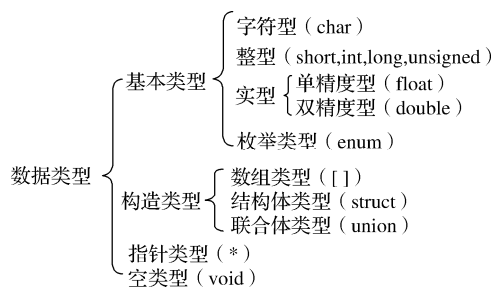 字符型（char）
整型（short,int,long,unsigned）
基本类型
实型
单精度型（float）
双精度型（double）
枚举类型（enum）
数据类型
数组类型（[ ]）
构造类型
结构体类型（struct）
联合体类型（union）
指针类型（*）
空类型（void）